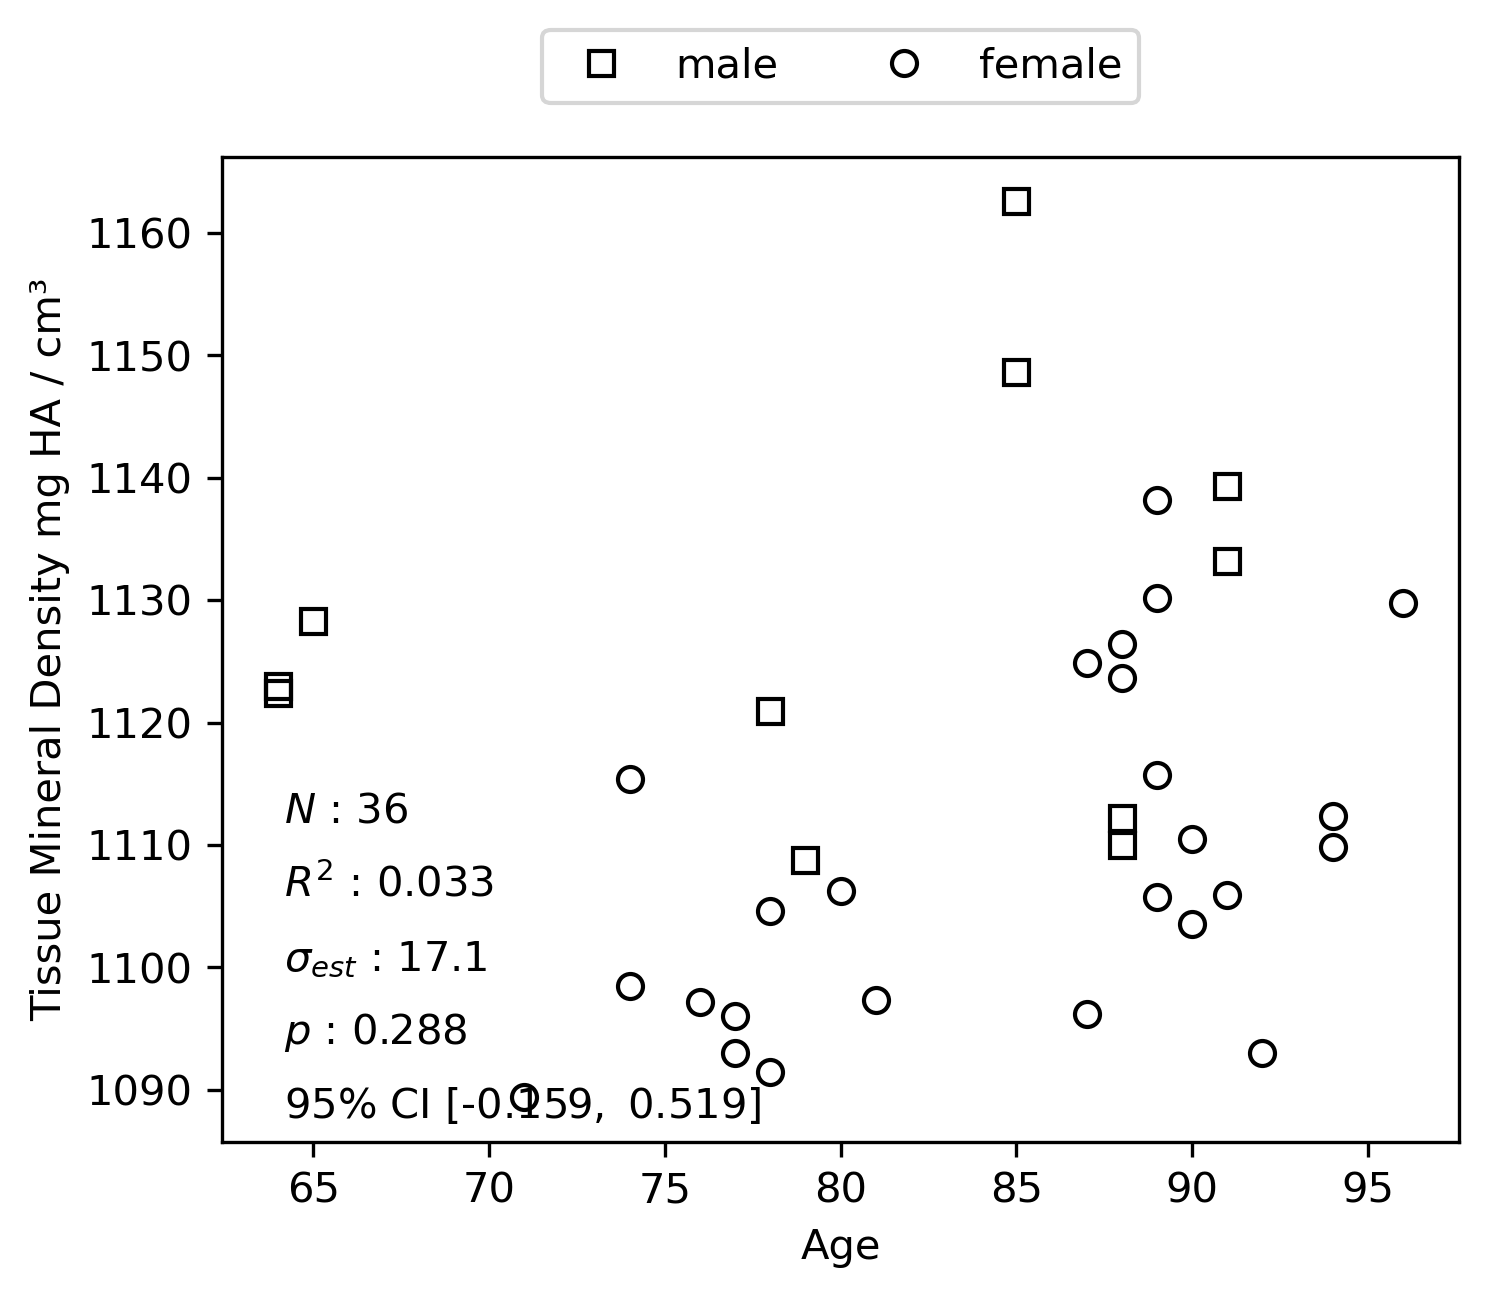 male female
1160
1150
1140
1130
1120
1110
1100
1090
Tissue Mineral Density mg HA / cm³
N : 36
R² : 0.033
σest : 17.1
p : 0.288
95% CI [-0.159, 0.519]
65 70 75 80 85 90 95
Age